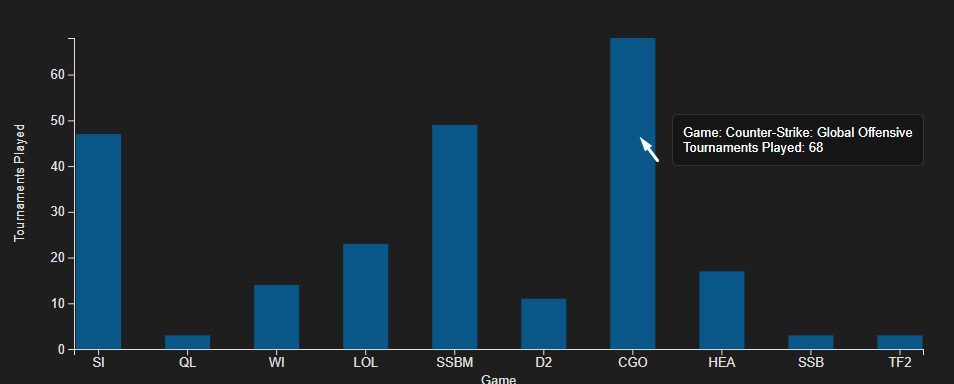 60
50
40
30
20
10
0
Tournaments Played
Game: Counter-Strike: Global Offensive
Tournaments Played: 68
SI QL WI LOL SSBM D2 CGO HEA SSB TF2
Game